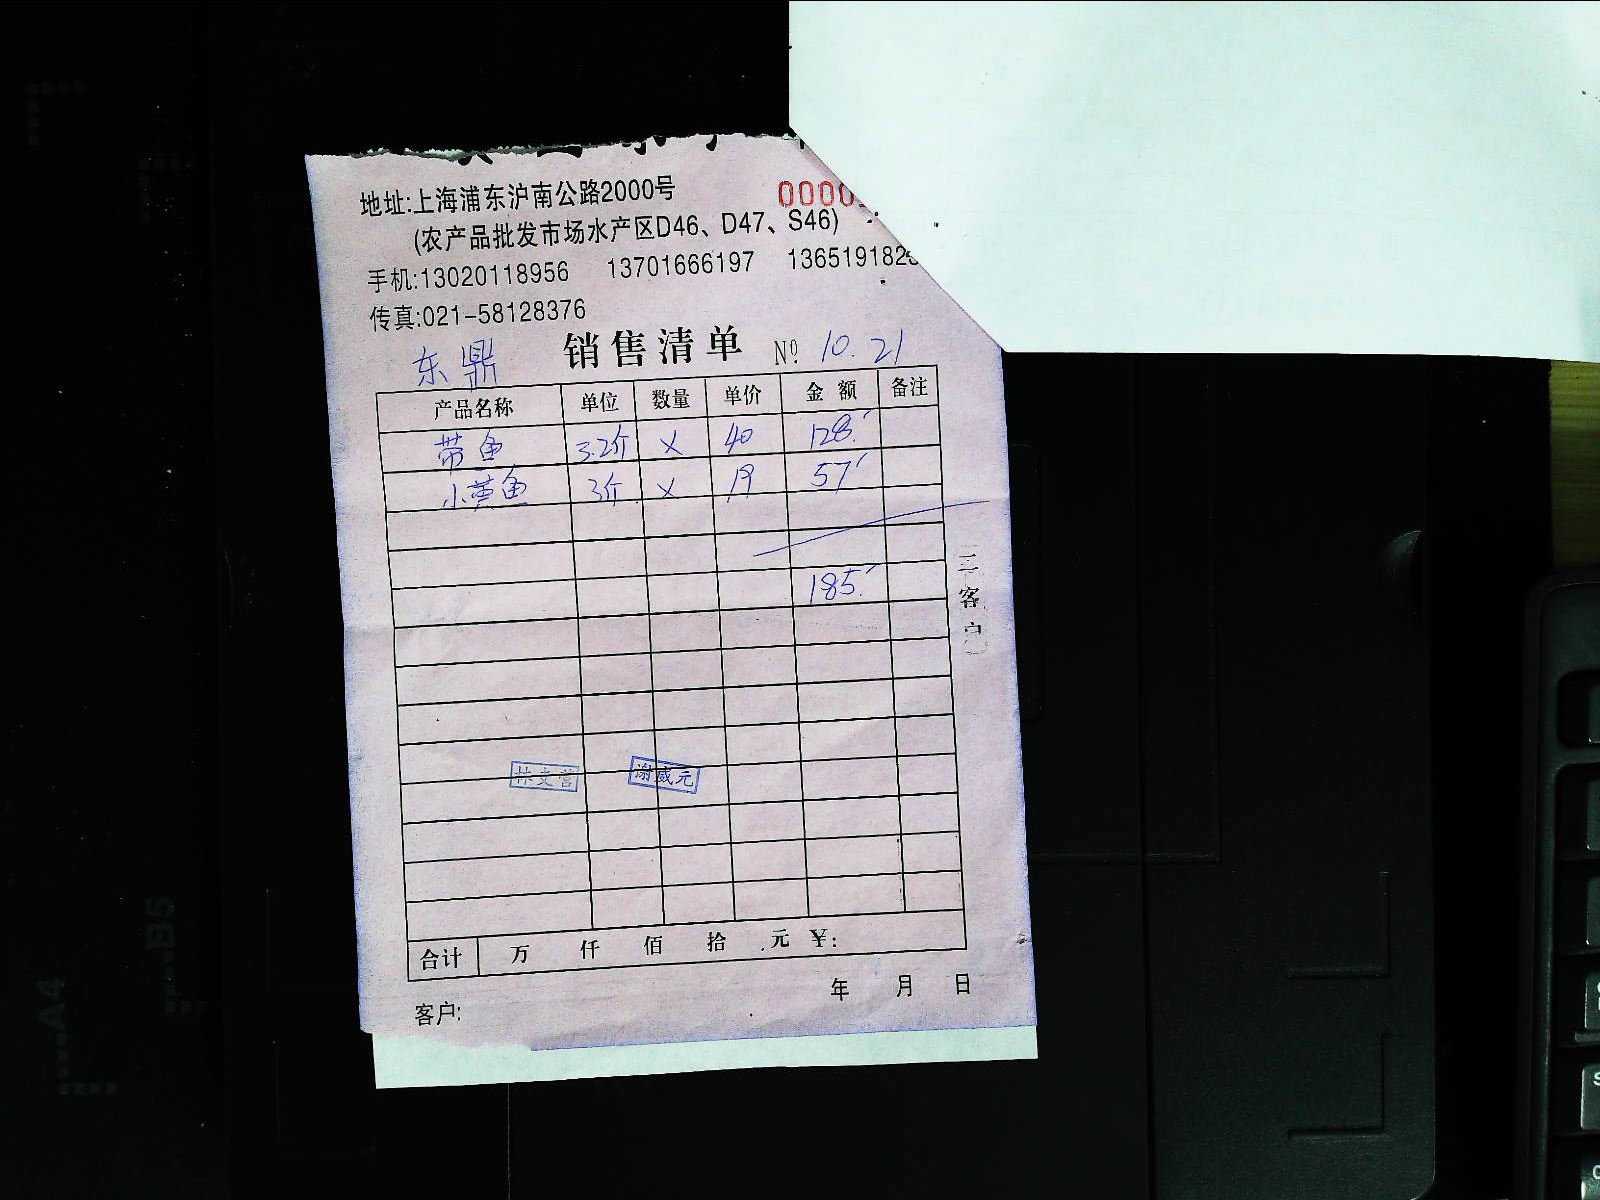 地址:上海浦东沪南公路2000号
0000
(农产品批发市场水产区D46、D47、S46)
手机:13020118956 13701666197 136519182
传真:021-58128376
东鼎 销售清单 Nº 10.21
产品名称 单位 数量 单价 金额 备注
带鱼 3.2斤 × 40 128.
小黄鱼 3斤 × 19 57
185.
三客户
谢威元
合计 万 仟 佰 拾 元 ¥:
年 月 日
客户:
A4
B5